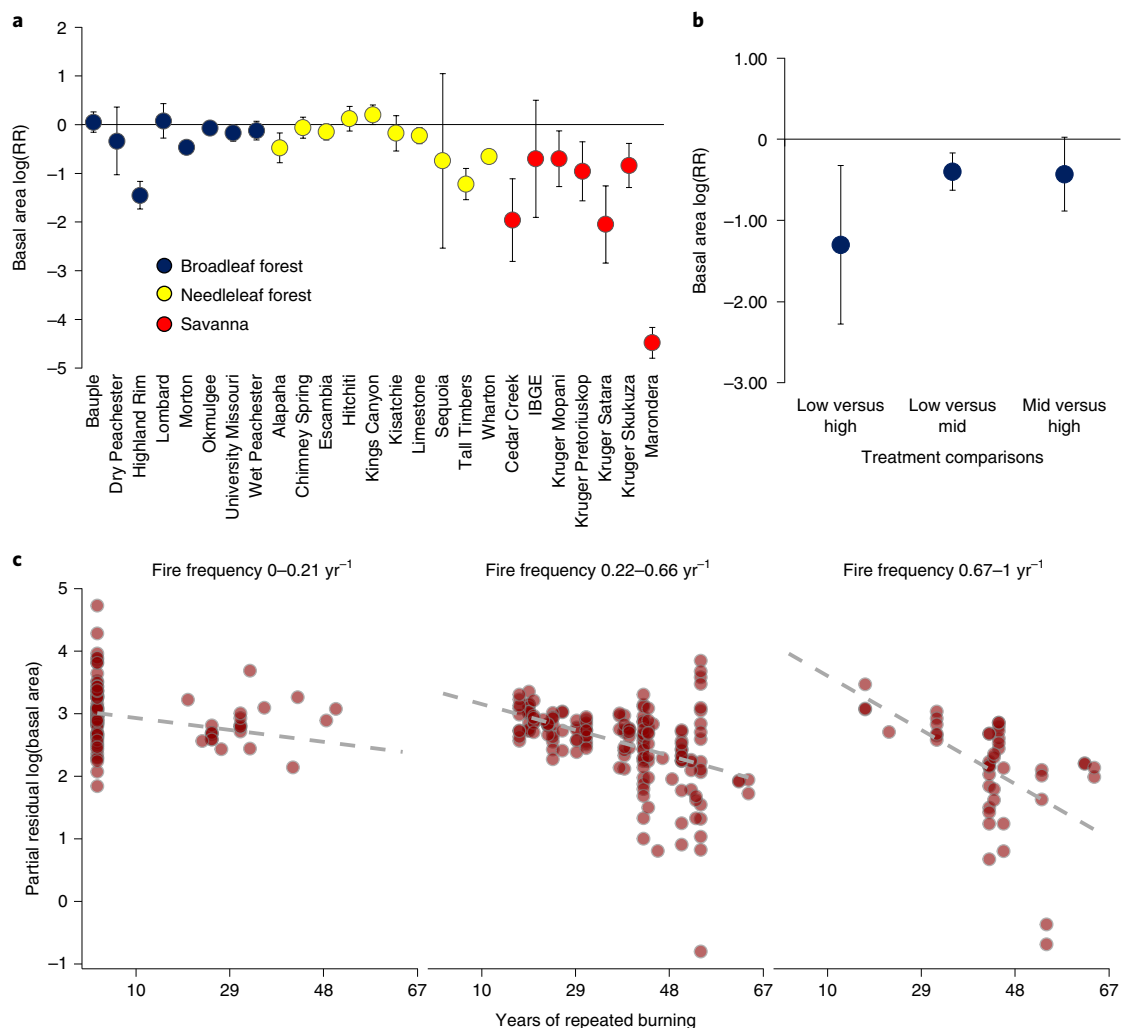 a
2
1
0
–1
–2
–3
–4
–5
Basal area log(RR)
Broadleaf forest
Needleleaf forest
Savanna
Bauple
Dry Peachester
Highland Rim
Lombard
Morton
Okmulgee
University Missouri
Wet Peachester
Alapaha
Chimney Spring
Escambia
Hitchiti
Kings Canyon
Kisatchie
Limestone
Sequoia
Tall Timbers
Wharton
Cedar Creek
IBGE
Kruger Mopani
Kruger Pretoriuskop
Kruger Satara
Kruger Skukuza
Marondera
b
1.00
0
–1.00
–2.00
–3.00
Basal area log(RR)
Low versus
high
Low versus
mid
Mid versus
high
Treatment comparisons
c
Fire frequency 0–0.21 yr⁻¹
Fire frequency 0.22–0.66 yr⁻¹
Fire frequency 0.67–1 yr⁻¹
5
4
3
2
1
0
–1
Partial residual log(basal area)
10 29 48 67
10 29 48 67
10 29 48 67
Years of repeated burning